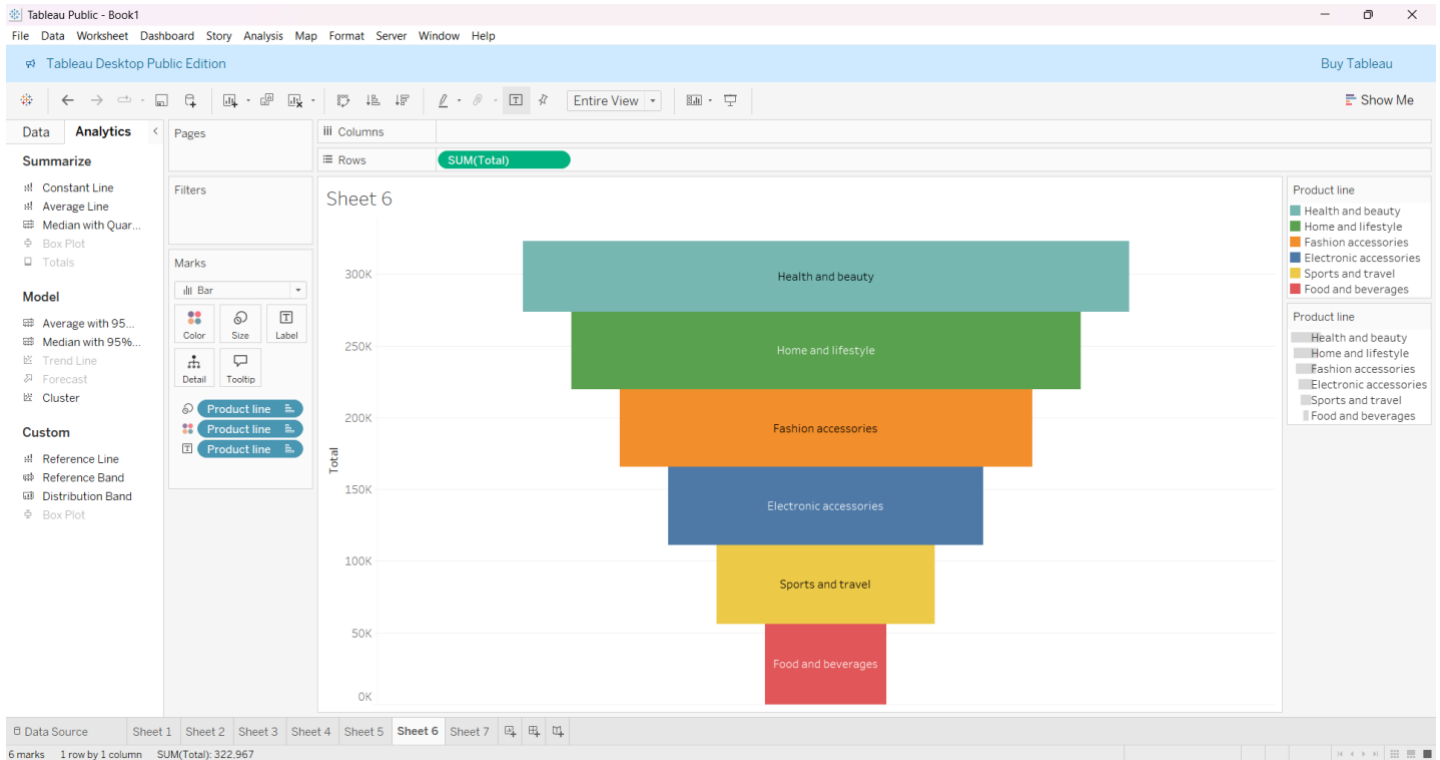 Tableau Public - Book1
File Data Worksheet Dashboard Story Analysis Map Format Server Window Help
Tableau Desktop Public Edition
Buy Tableau
Entire View
Show Me
Data Analytics
Summarize
Constant Line
Average Line
Median with Quar...
Box Plot
Totals
Model
Average with 95...
Median with 95%...
Trend Line
Forecast
Cluster
Custom
Reference Line
Reference Band
Distribution Band
Box Plot
Pages
Filters
Marks
Bar
Color Size Label
Detail Tooltip
Product line
Product line
Product line
Columns
Rows SUM(Total)
Sheet 6
Total
300K
250K
200K
150K
100K
50K
0K
Health and beauty
Home and lifestyle
Fashion accessories
Electronic accessories
Sports and travel
Food and beverages
Product line
Health and beauty
Home and lifestyle
Fashion accessories
Electronic accessories
Sports and travel
Food and beverages
Product line
Health and beauty
Home and lifestyle
Fashion accessories
Electronic accessories
Sports and travel
Food and beverages
Data Source Sheet 1 Sheet 2 Sheet 3 Sheet 4 Sheet 5 Sheet 6 Sheet 7
6 marks 1 row by 1 column SUM(Total): 322,967